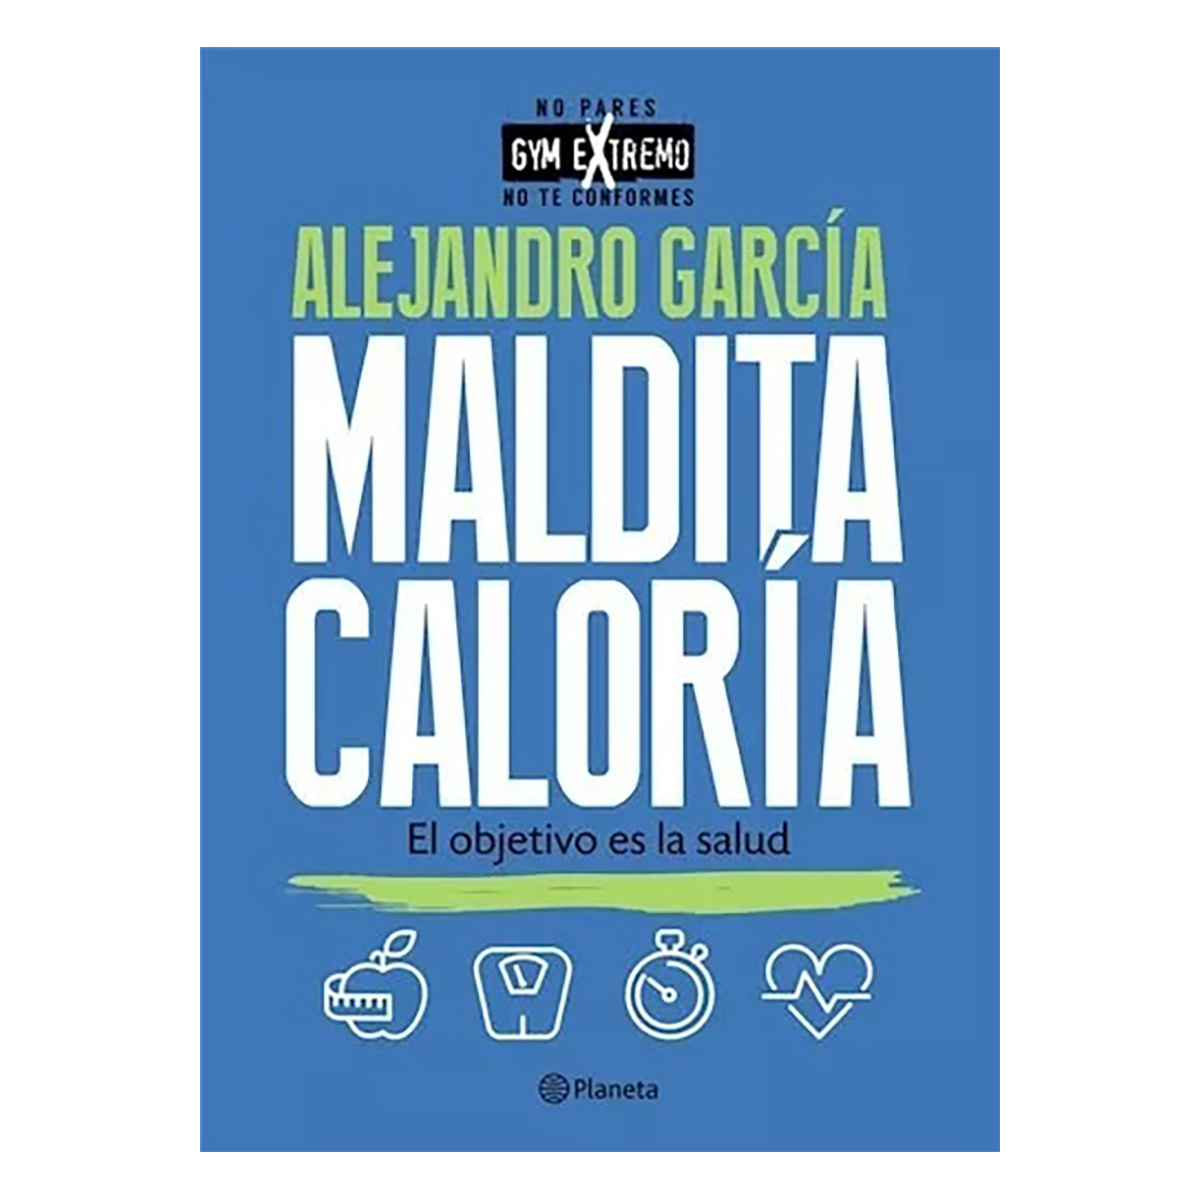 NO PARES
GYM EXTREMO
NO TE CONFORMES
ALEJANDRO GARCÍA
MALDITA
CALORÍA
El objetivo es la salud
Planeta